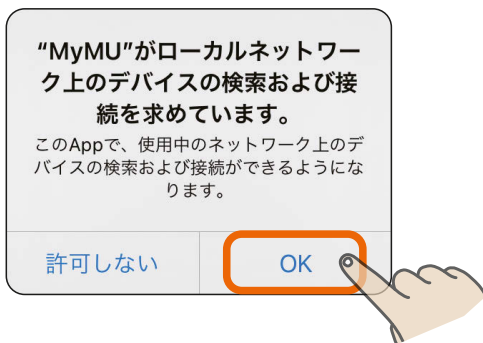 “MyMU”がローカルネットワー
ク上のデバイスの検索および接
続を求めています。
このAppで、使用中のネットワーク上のデ
バイスの検索および接続ができるようにな
ります。
許可しない
OK